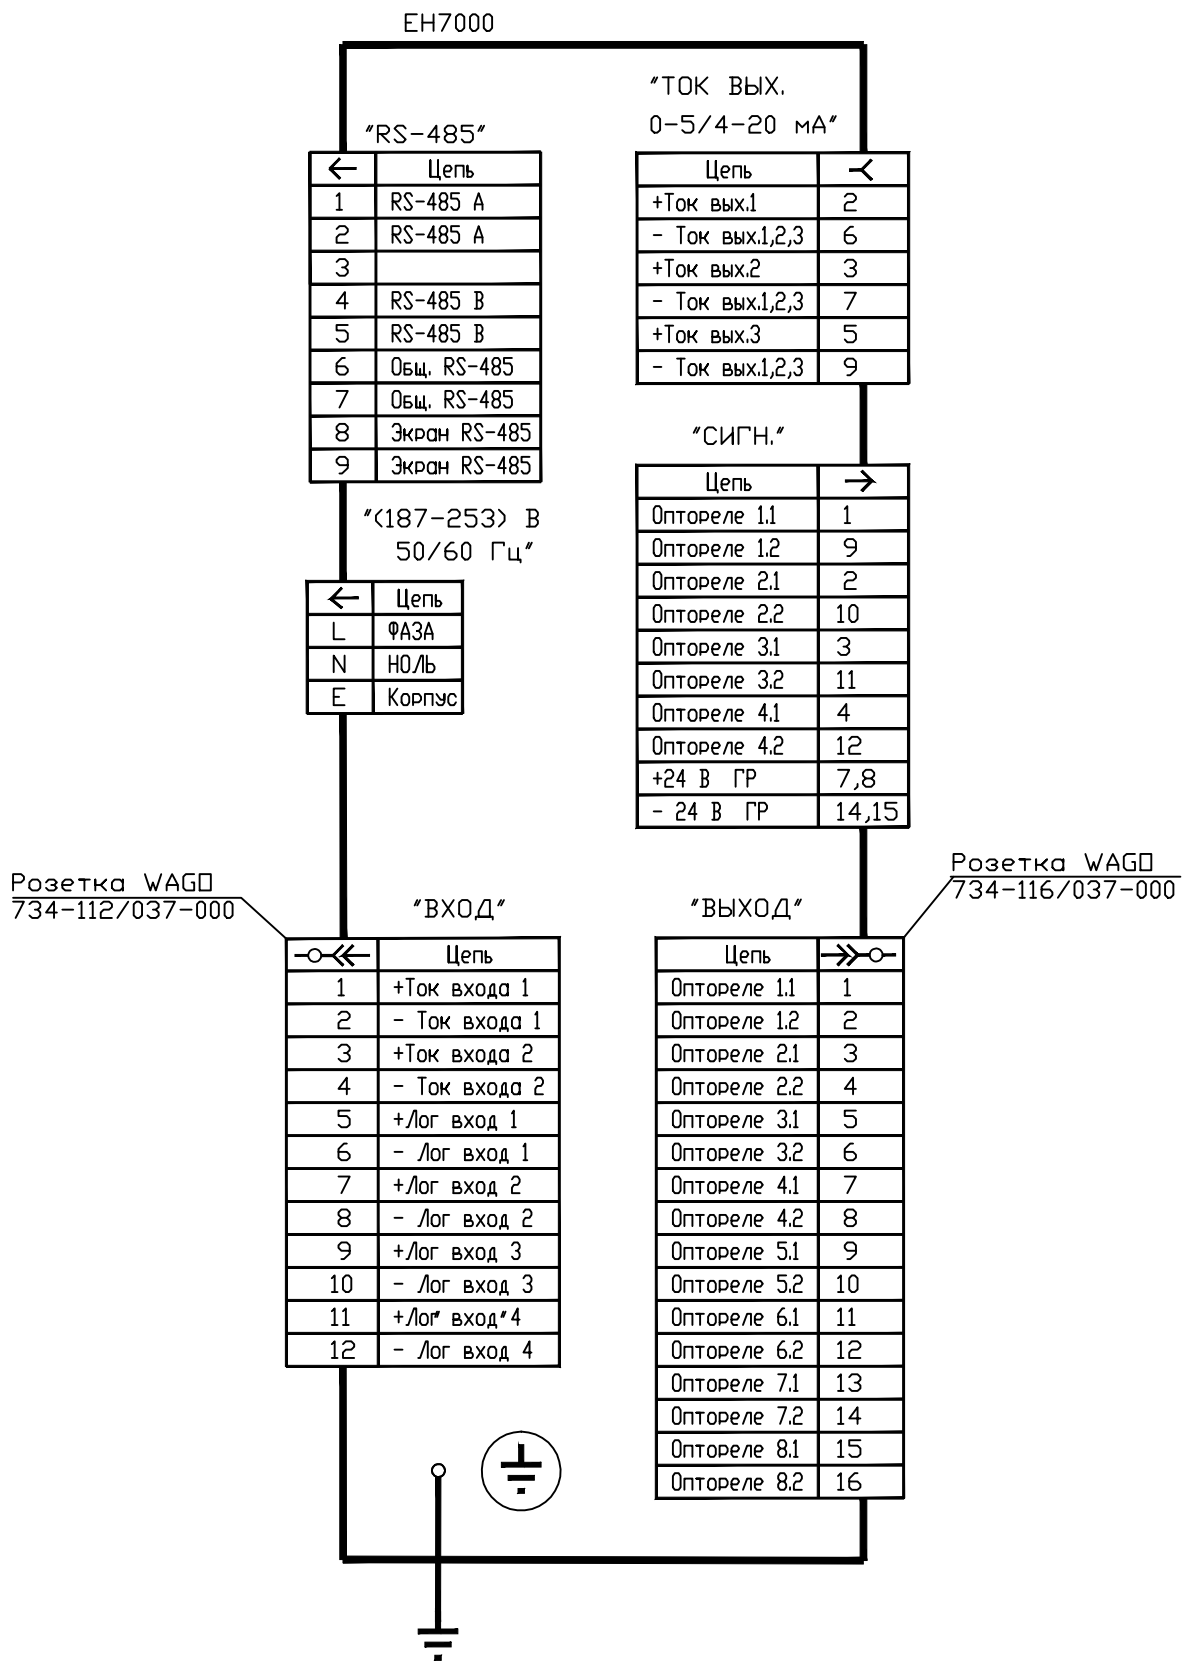 ЕН7000
"RS-485"
← Цепь
1 RS-485 A
2 RS-485 A
3
4 RS-485 B
5 RS-485 B
6 Общ. RS-485
7 Общ. RS-485
8 Экран RS-485
9 Экран RS-485
"(187-253) В
50/60 Гц"
← Цепь
L ФАЗА
N НОЛЬ
E Корпус
Розетка WAGO
734-112/037-000
"ВХОД"
Цепь
1 +Ток входа 1
2 - Ток входа 1
3 +Ток входа 2
4 - Ток входа 2
5 +Лог вход 1
6 - Лог вход 1
7 +Лог вход 2
8 - Лог вход 2
9 +Лог вход 3
10 - Лог вход 3
11 +Лог" вход"4
12 - Лог вход 4
"ТОК ВЫХ.
0-5/4-20 мА"
Цепь
+Ток вых.1 2
- Ток вых.1,2,3 6
+Ток вых.2 3
- Ток вых.1,2,3 7
+Ток вых.3 5
- Ток вых.1,2,3 9
"СИГН."
Цепь →
Оптореле 1.1 1
Оптореле 1.2 9
Оптореле 2.1 2
Оптореле 2.2 10
Оптореле 3.1 3
Оптореле 3.2 11
Оптореле 4.1 4
Оптореле 4.2 12
+24 В ГР 7,8
- 24 В ГР 14,15
Розетка WAGO
734-116/037-000
"ВЫХОД"
Цепь
Оптореле 1.1 1
Оптореле 1.2 2
Оптореле 2.1 3
Оптореле 2.2 4
Оптореле 3.1 5
Оптореле 3.2 6
Оптореле 4.1 7
Оптореле 4.2 8
Оптореле 5.1 9
Оптореле 5.2 10
Оптореле 6.1 11
Оптореле 6.2 12
Оптореле 7.1 13
Оптореле 7.2 14
Оптореле 8.1 15
Оптореле 8.2 16